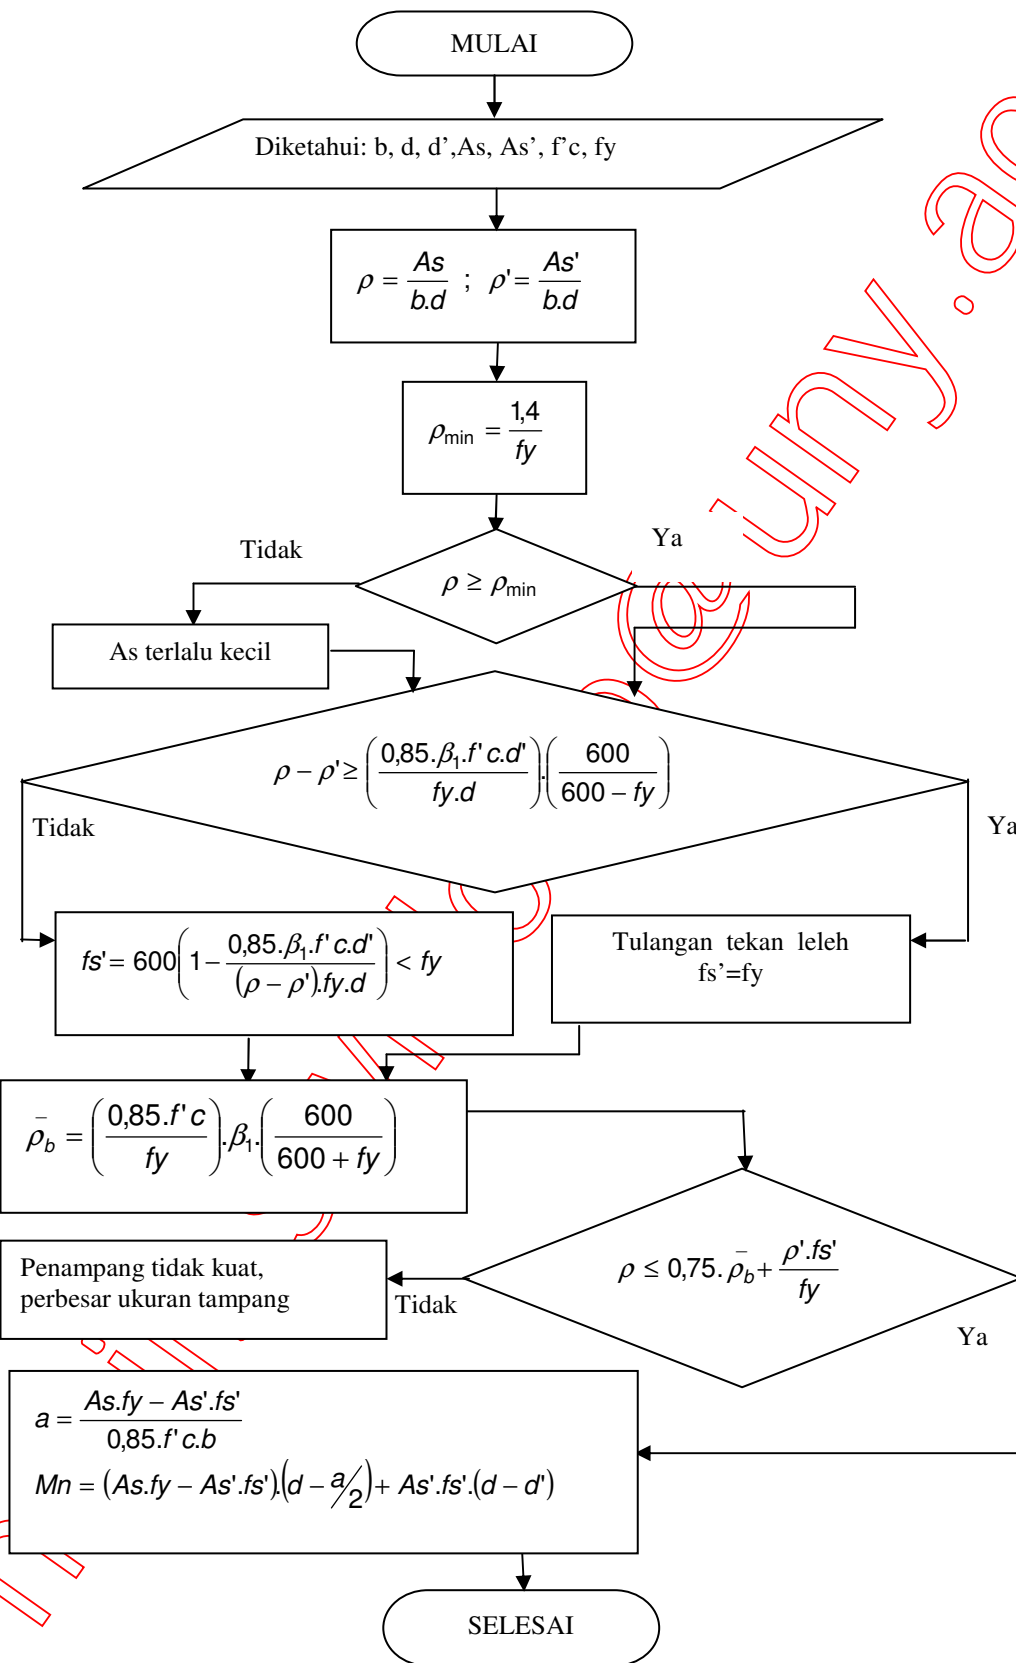 MULAI
Diketahui: b, d, d’,As, As’, f’c, fy
ρ = As/b.d ; ρ' = As'/b.d
ρmin = 1,4/fy
Tidak
Ya
ρ ≥ ρmin
As terlalu kecil
ρ − ρ' ≥ (0,85.β1.f'c.d'/fy.d).(600/600 − fy)
Tidak
Ya
fs' = 600(1 − 0,85.β1.f'c.d'/(ρ − ρ').fy.d) < fy
Tulangan tekan leleh
fs’=fy
ρ̄b = (0,85.f'c/fy).β1.(600/600 + fy)
ρ ≤ 0,75.ρ̄b + ρ'.fs'/fy
Penampang tidak kuat,
perbesar ukuran tampang
Tidak
Ya
a = As.fy − As'.fs'/0,85.f'c.b
Mn = (As.fy − As'.fs').(d − a/2) + As'.fs'.(d − d')
SELESAI
uny.ac